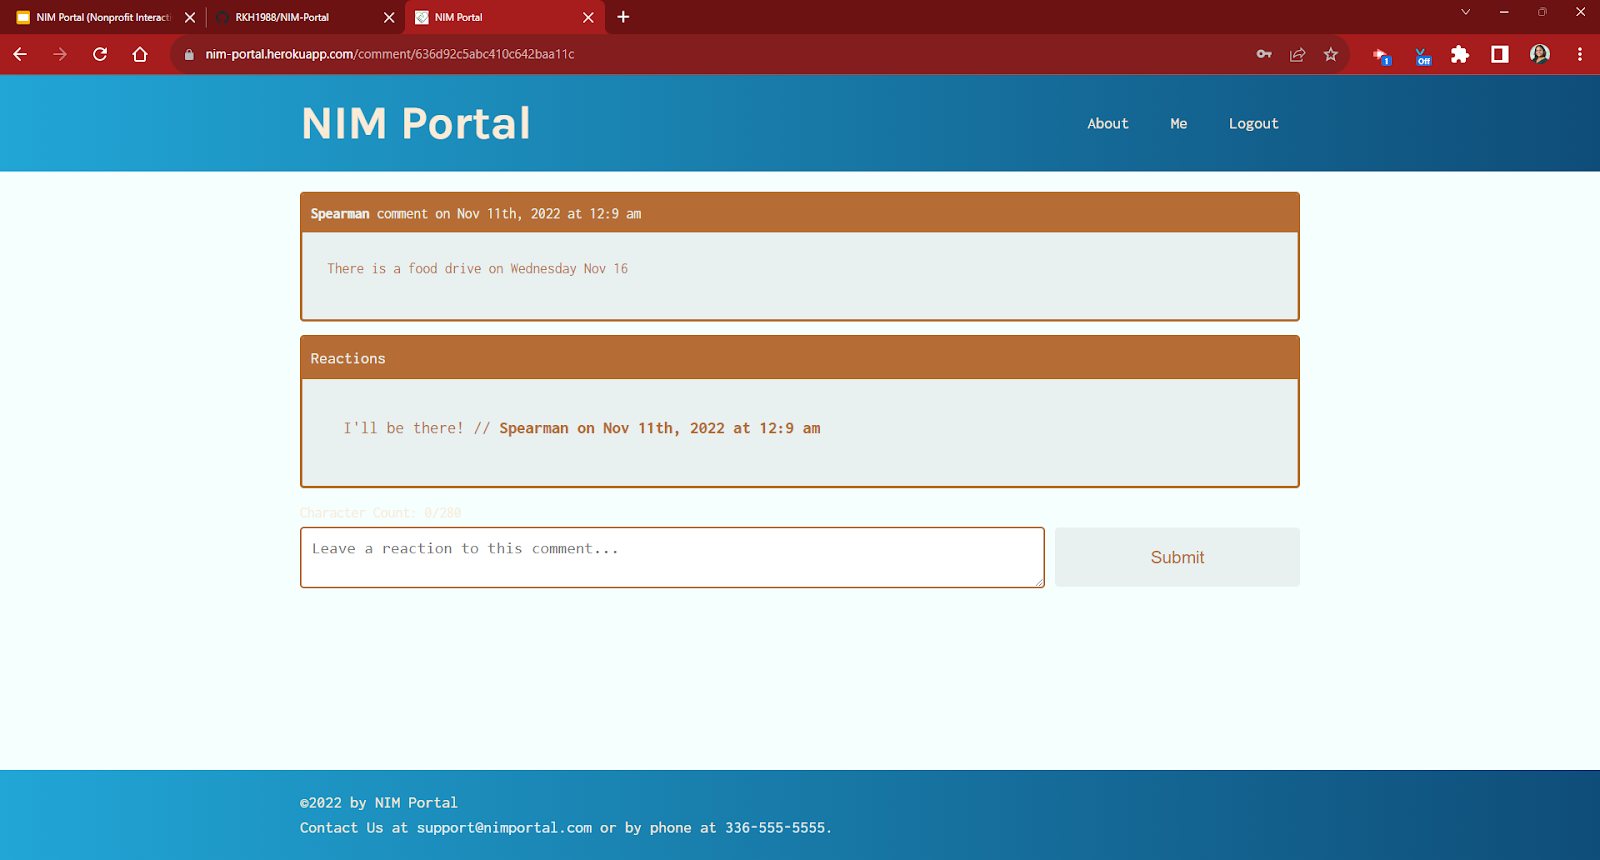 NIM Portal (Nonprofit Interacti
RKH1988/NIM-Portal
NIM Portal
nim-portal.herokuapp.com/comment/636d92c5abc410c642baa11c
1
Off
NIM Portal
About
Me
Logout
Spearman comment on Nov 11th, 2022 at 12:9 am
There is a food drive on Wednesday Nov 16
Reactions
I'll be there! // Spearman on Nov 11th, 2022 at 12:9 am
Character Count: 0/280
Leave a reaction to this comment...
Submit
©2022 by NIM Portal
Contact Us at support@nimportal.com or by phone at 336-555-5555.